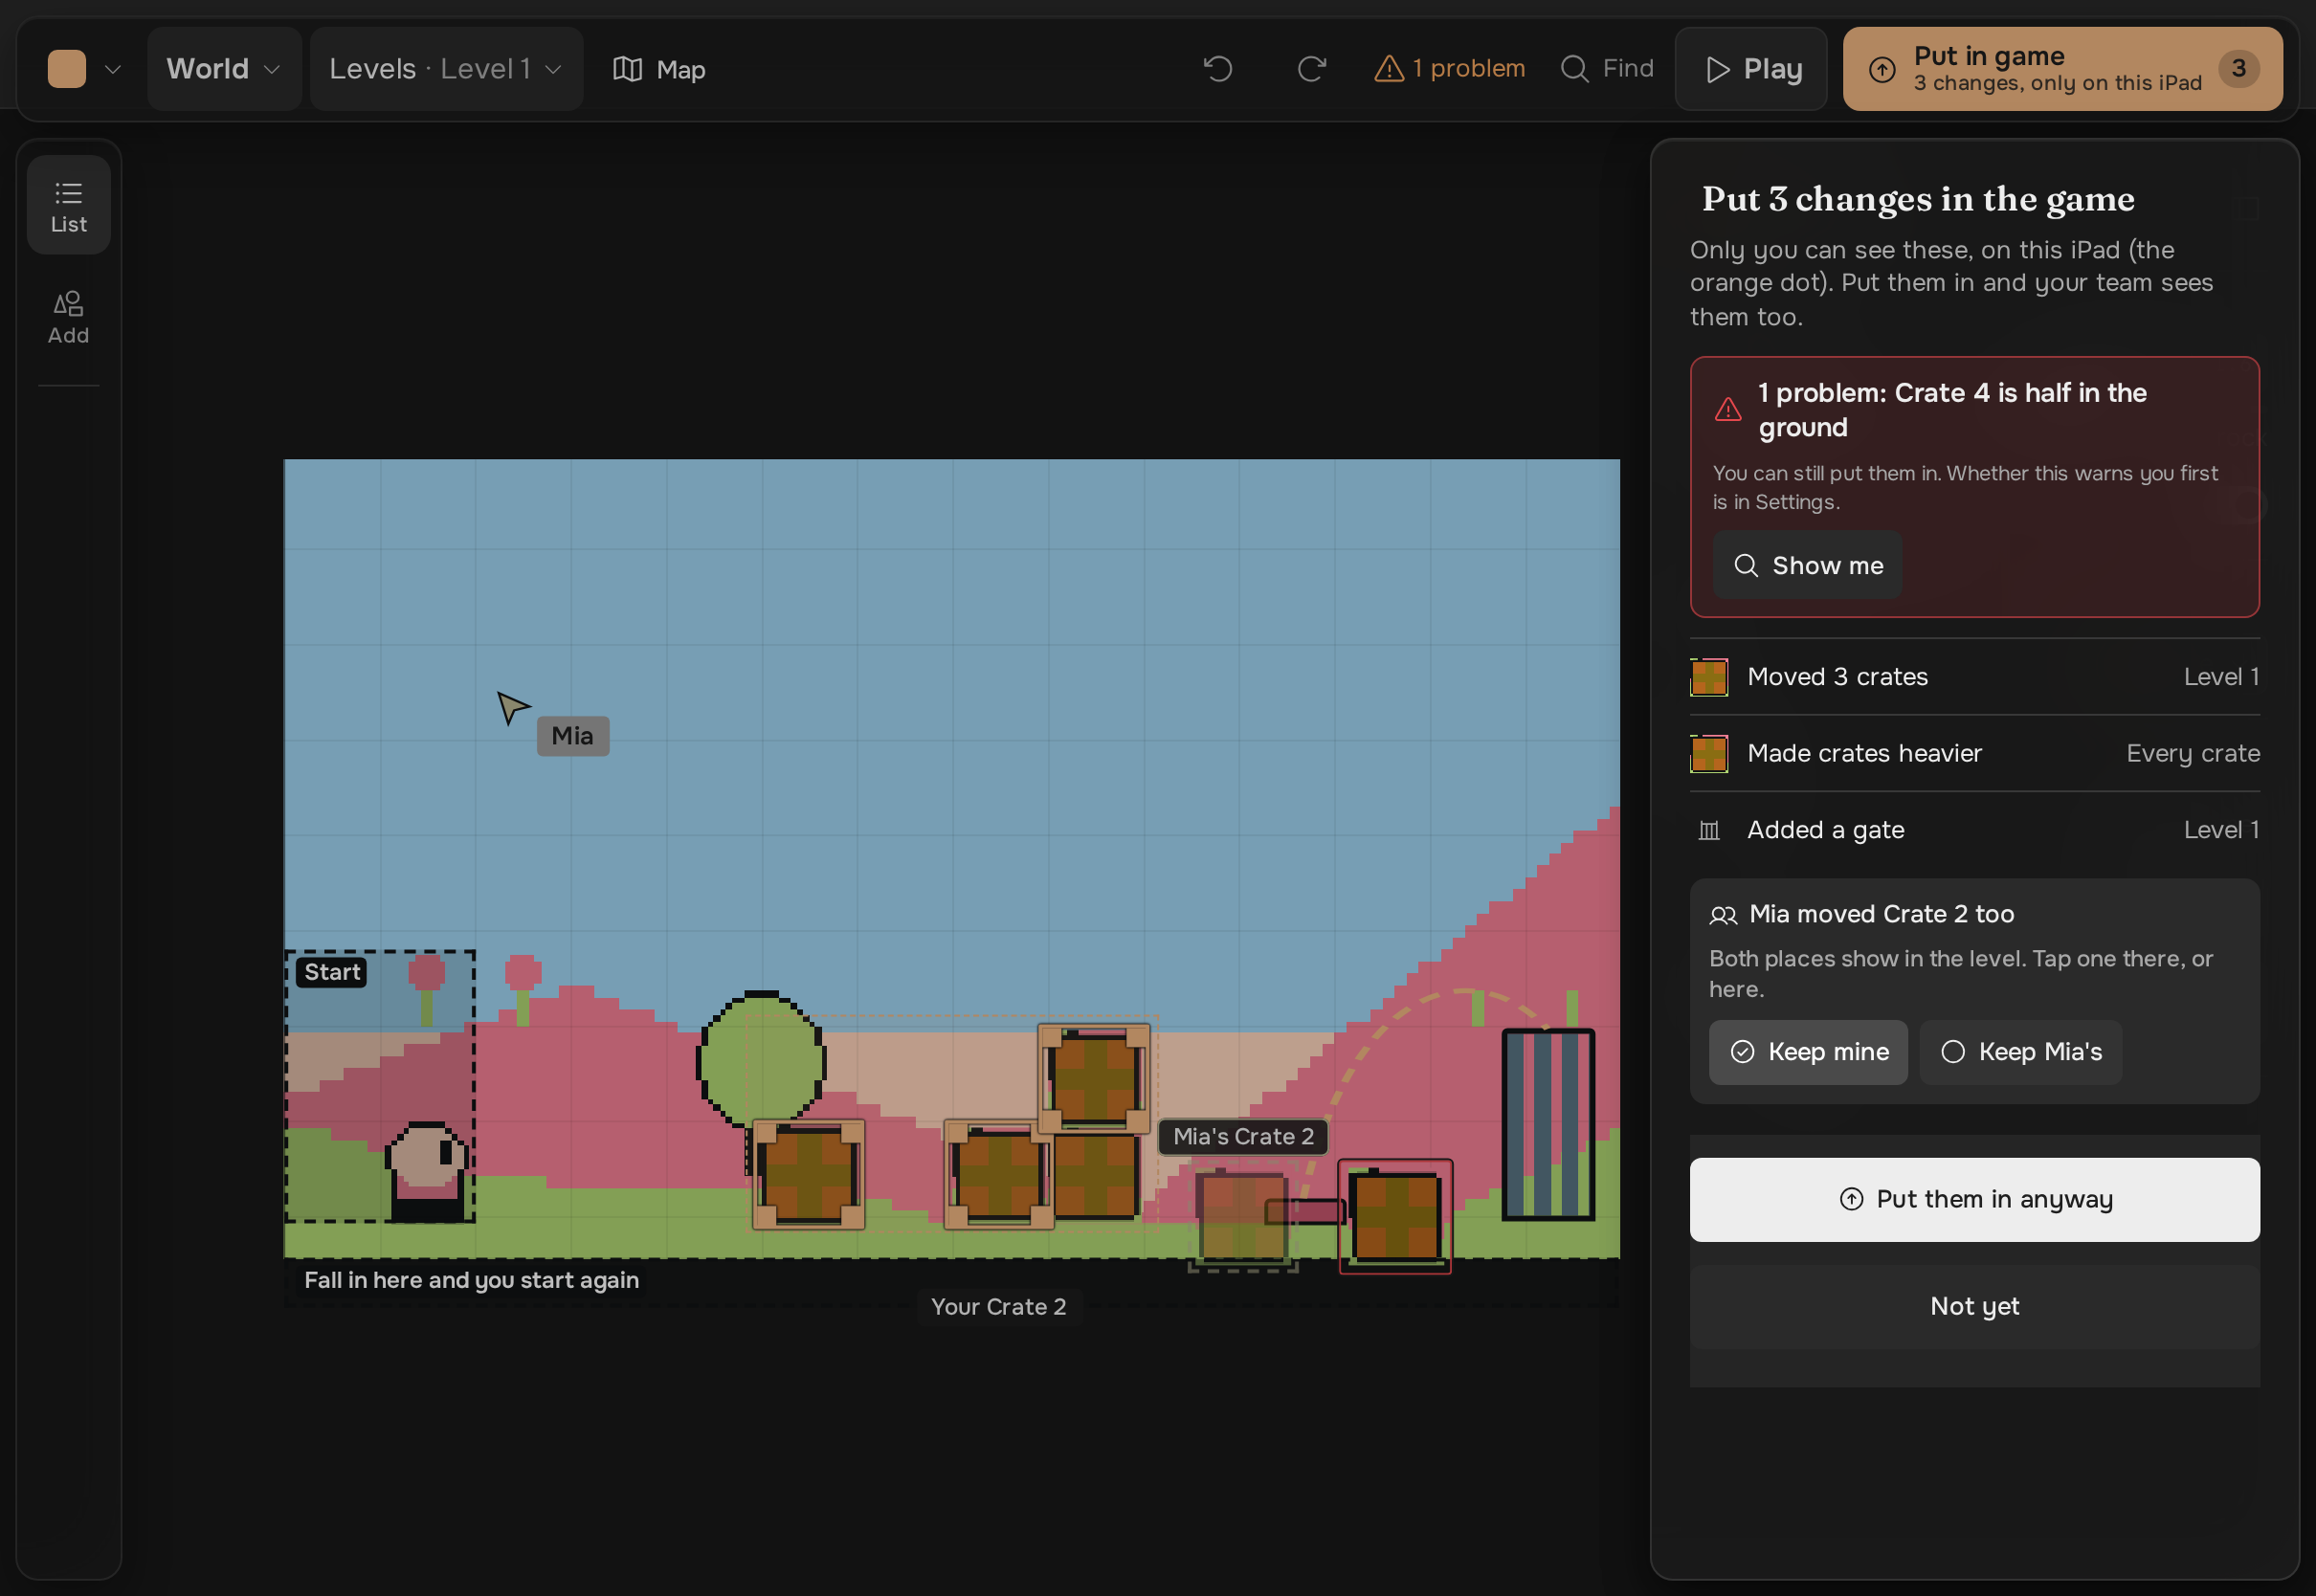 World
Levels · Level 1
Map
1 problem
Find
Play
Put in game
3 changes, only on this iPad
3
List
Add
Mia
Start
Mia's Crate 2
Fall in here and you start again
Your Crate 2
Put 3 changes in the game
Only you can see these, on this iPad (the
orange dot). Put them in and your team sees
them too.
1 problem: Crate 4 is half in the
ground
You can still put them in. Whether this warns you first
is in Settings.
Show me
Moved 3 crates
Level 1
Made crates heavier
Every crate
Added a gate
Level 1
Mia moved Crate 2 too
Both places show in the level. Tap one there, or
here.
Keep mine
Keep Mia's
Put them in anyway
Not yet